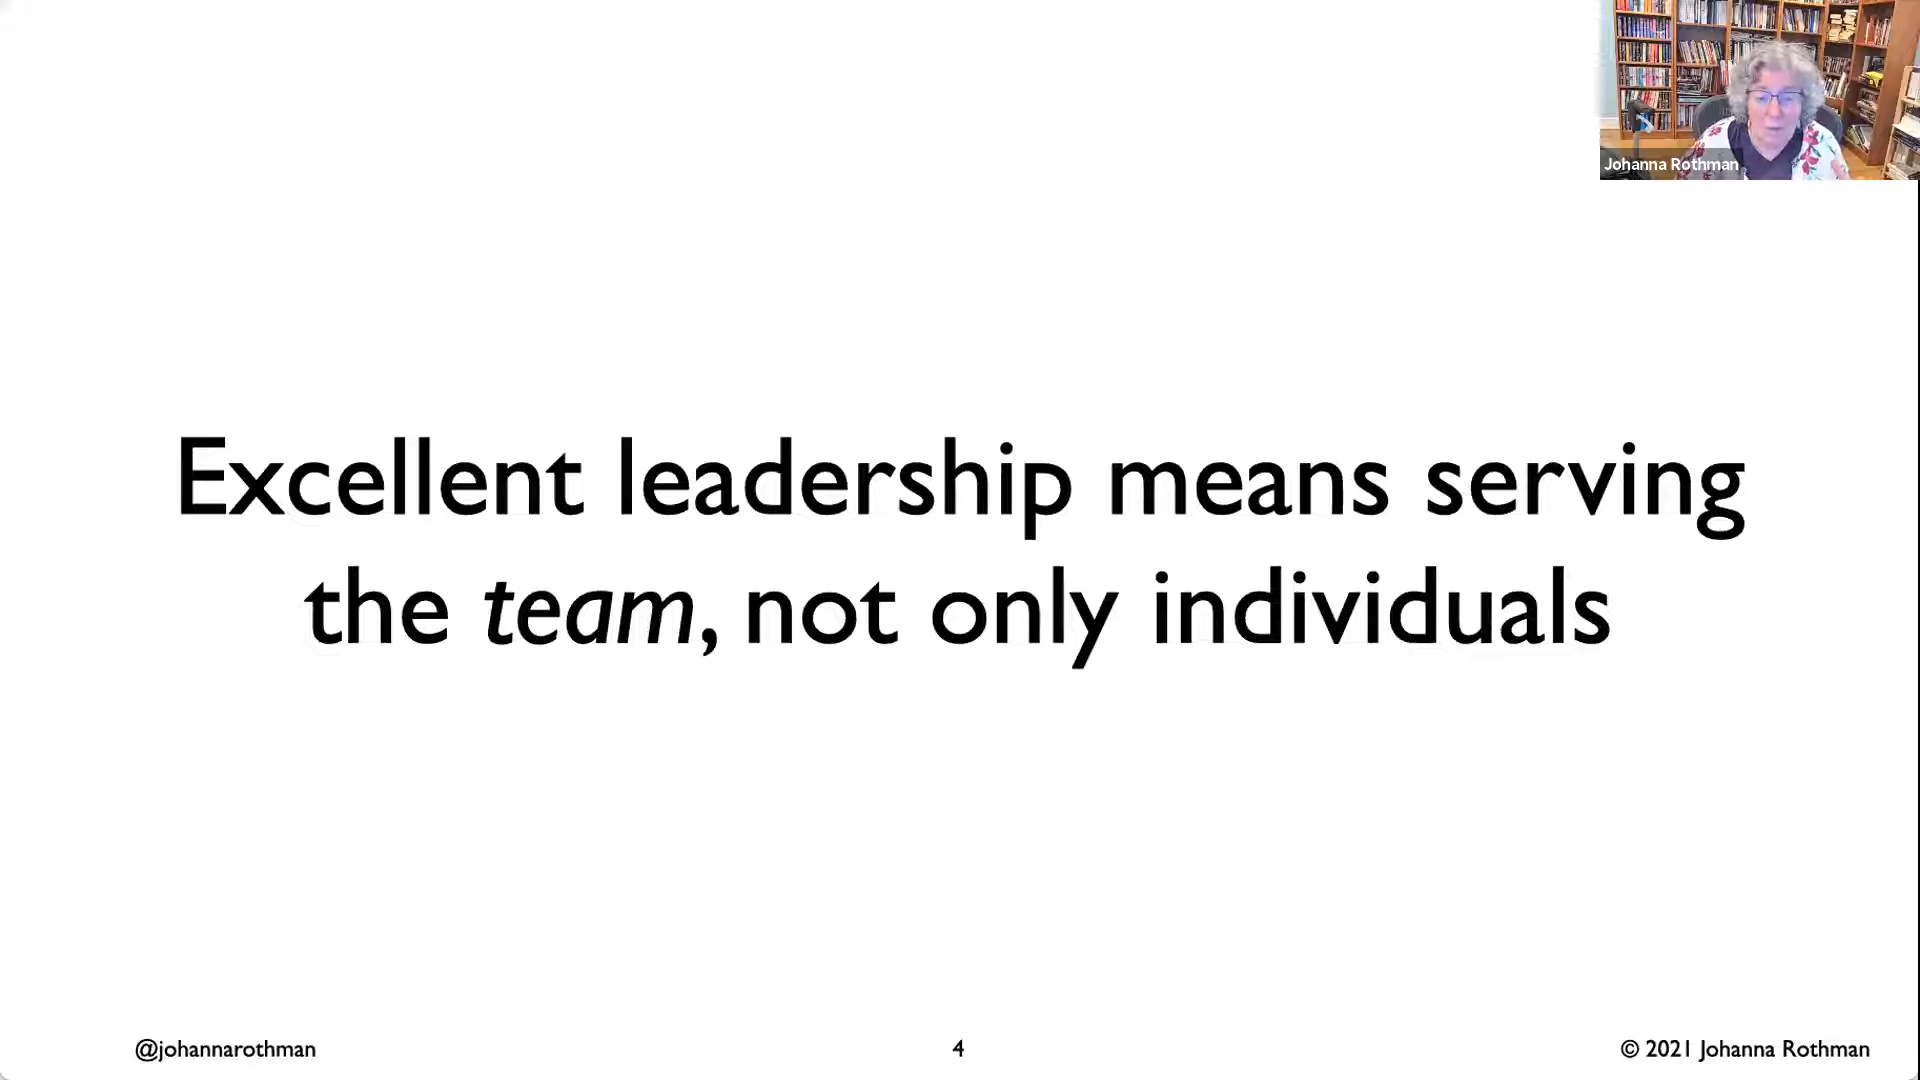 Johanna Rothman
Excellent leadership means serving
the team, not only individuals
@johannarothman
4
© 2021 Johanna Rothman